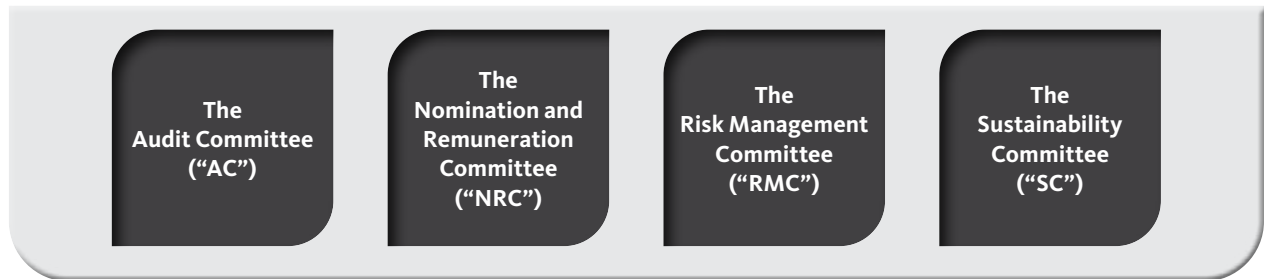 The
Audit Committee
(“AC”)
The
Nomination and
Remuneration
Committee
(“NRC”)
The
Risk Management
Committee
(“RMC”)
The
Sustainability
Committee
(“SC”)